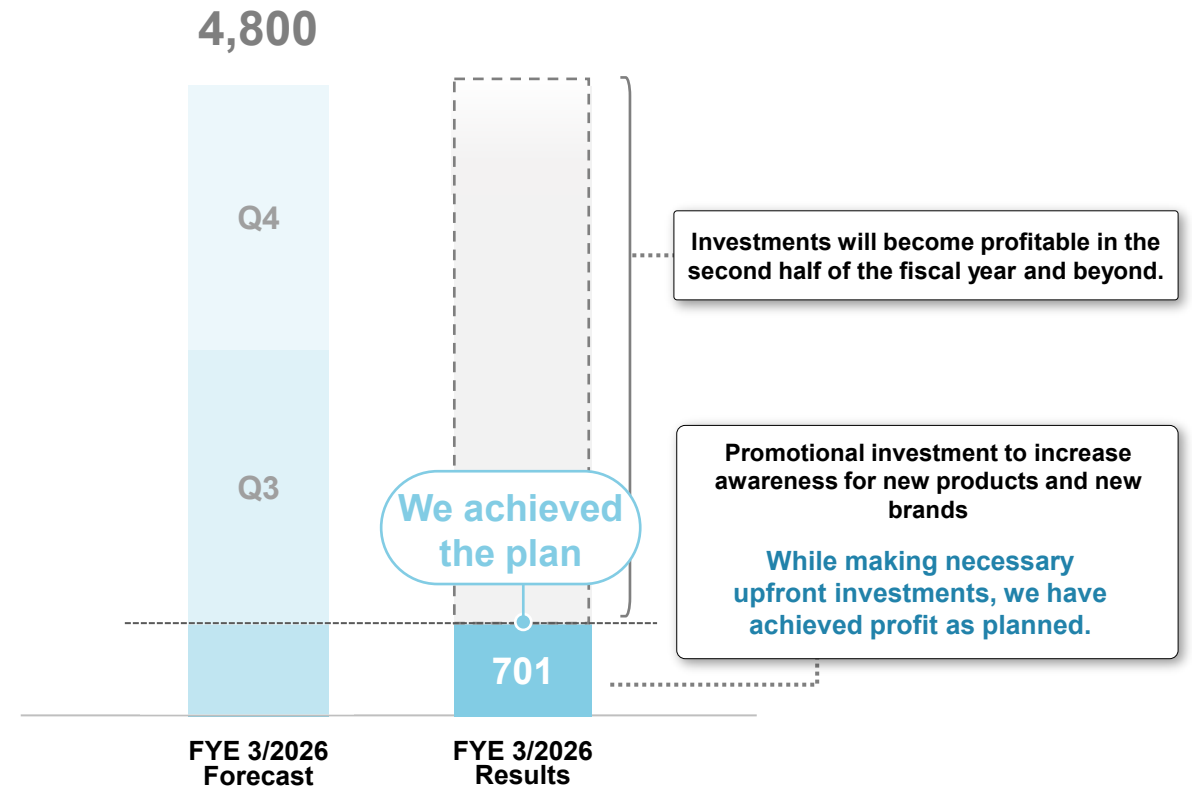 4,800
Q4
Q3
We achieved
the plan
701
FYE 3/2026
Forecast
FYE 3/2026
Results
Investments will become profitable in the
second half of the fiscal year and beyond.
Promotional investment to increase
awareness for new products and new
brands
While making necessary
upfront investments, we have
achieved profit as planned.